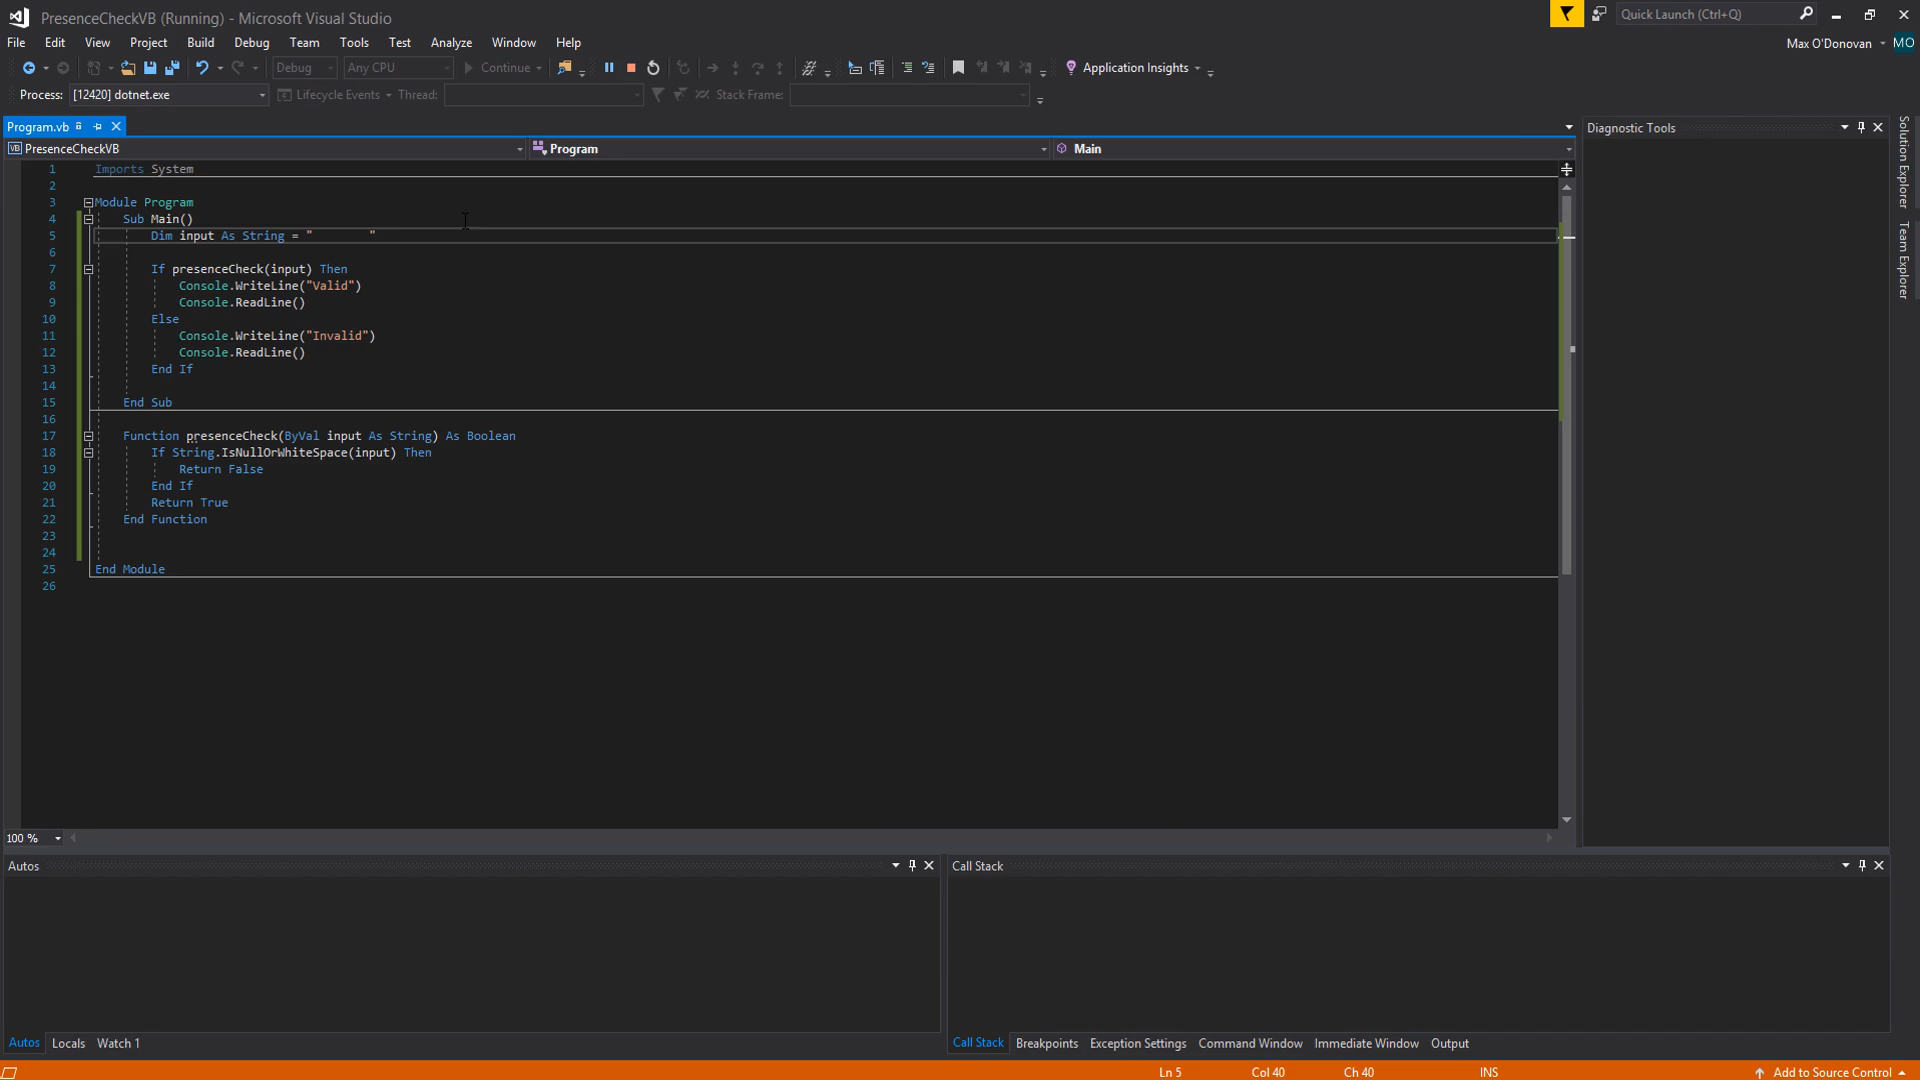 PresenceCheckVB (Running) - Microsoft Visual Studio
Quick Launch (Ctrl+Q)
File Edit View Project Build Debug Team Tools Test Analyze Window Help
Max O'Donovan MO
Debug Any CPU Continue Application Insights
Process: [12420] dotnet.exe Lifecycle Events Thread: Stack Frame:
Program.vb
Diagnostic Tools
VB PresenceCheckVB Program Main
1 Imports System
2
3 Module Program
4 Sub Main()
5 Dim input As String = "        "
6
7 If presenceCheck(input) Then
8 Console.WriteLine("Valid")
9 Console.ReadLine()
10 Else
11 Console.WriteLine("Invalid")
12 Console.ReadLine()
13 End If
14
15 End Sub
16
17 Function presenceCheck(ByVal input As String) As Boolean
18 If String.IsNullOrWhiteSpace(input) Then
19 Return False
20 End If
21 Return True
22 End Function
23
24
25 End Module
26
Solution Explorer
Team Explorer
100 %
Autos
Call Stack
Autos Locals Watch 1
Call Stack Breakpoints Exception Settings Command Window Immediate Window Output
Ln 5 Col 40 Ch 40 INS Add to Source Control